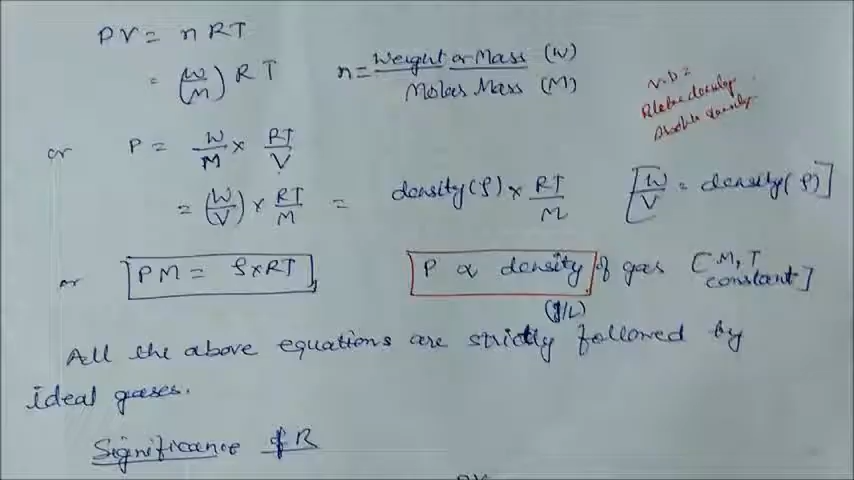 PV = nRT
= (W/M) RT n = Weight or Mass (W) / Molar Mass (M)
V.D =
Relative density
Absolute density
or P = W/M × RT/V
= (W/V) × RT/M = density (ρ) × RT/M [W/V = density (ρ)]
or PM = ρ×RT P ∝ density of gas [M, T constant]
(g/L)
All the above equations are strictly followed by
ideal gases.
Significance of R
PV